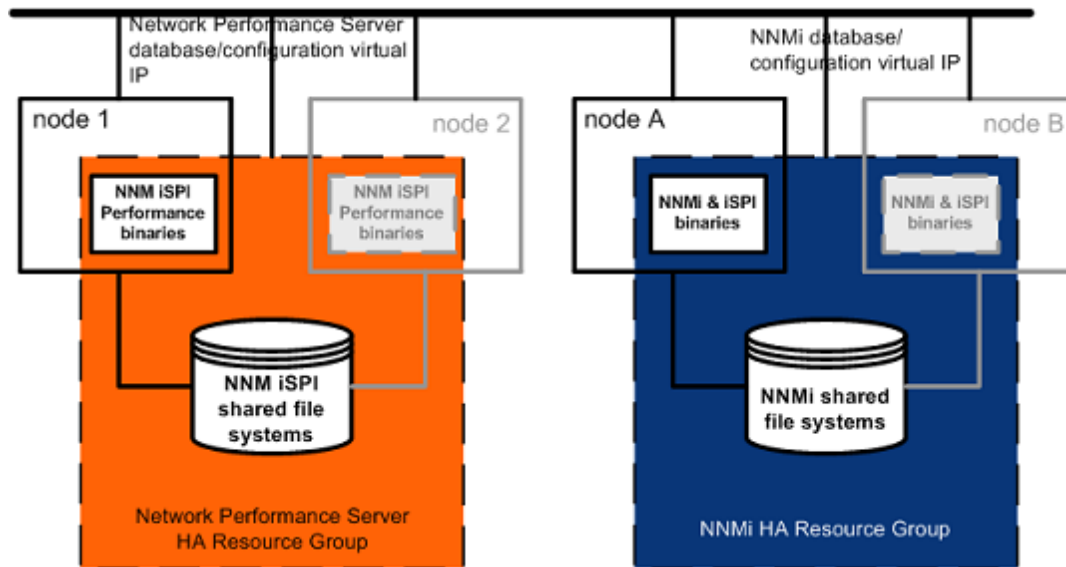 Network Performance Server
database/configuration virtual
IP
NNMi database/
configuration virtual IP
node 1
node 2
node A
node B
NNM iSPI
Performance
binaries
NNM iSPI
Performance
binaries
NNMi & iSPI
binaries
NNMi & iSPI
binaries
NNM iSPI
shared file
systems
NNMi shared
file systems
Network Performance Server
HA Resource Group
NNMi HA Resource Group